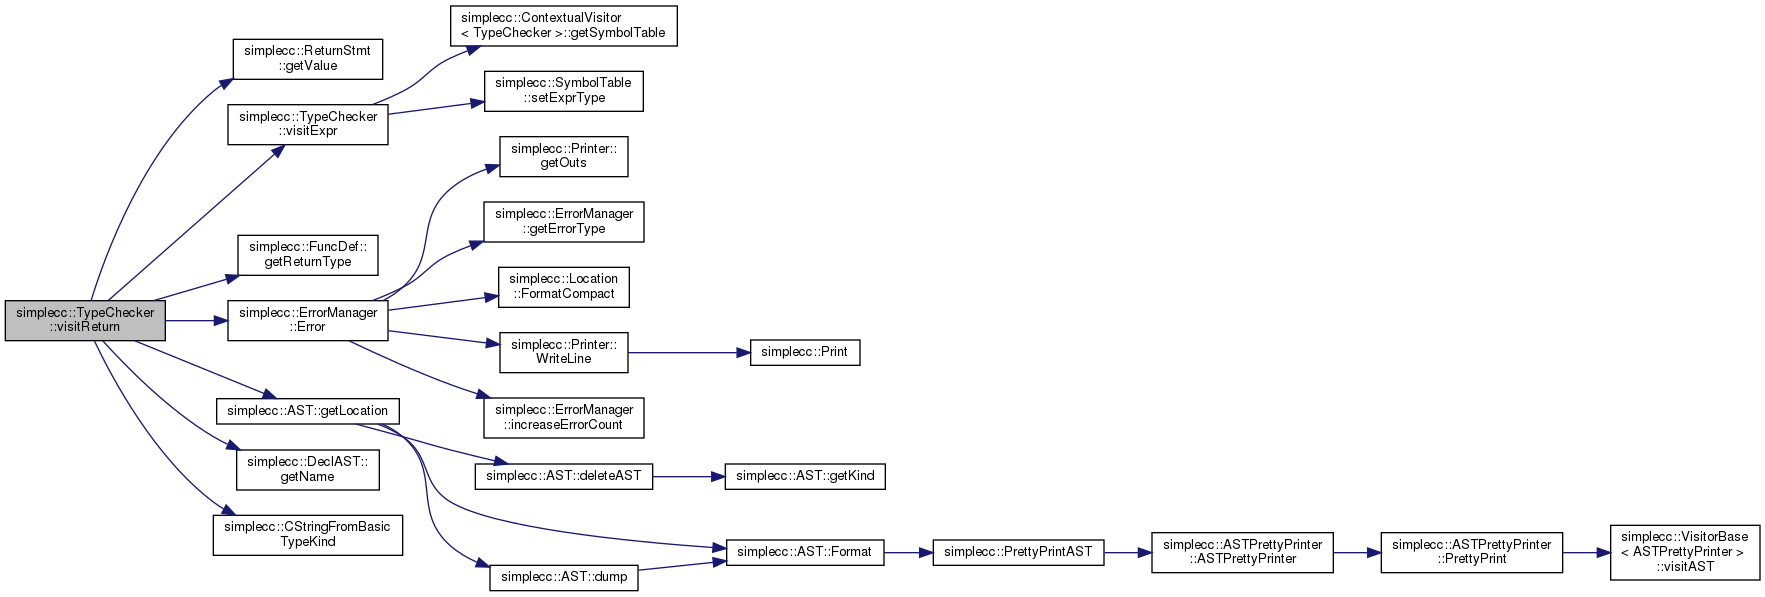 simplecc::TypeChecker
::visitReturn
simplecc::ReturnStmt
::getValue
simplecc::TypeChecker
::visitExpr
simplecc::FuncDef::
getReturnType
simplecc::ErrorManager
::Error
simplecc::AST::getLocation
simplecc::DeclAST::
getName
simplecc::CStringFromBasic
TypeKind
simplecc::ContextualVisitor
< TypeChecker >::getSymbolTable
simplecc::SymbolTable
::setExprType
simplecc::Printer::
getOuts
simplecc::ErrorManager
::getErrorType
simplecc::Location
::FormatCompact
simplecc::Printer::
WriteLine
simplecc::ErrorManager
::increaseErrorCount
simplecc::AST::deleteAST
simplecc::AST::dump
simplecc::Print
simplecc::AST::getKind
simplecc::AST::Format
simplecc::PrettyPrintAST
simplecc::ASTPrettyPrinter
::ASTPrettyPrinter
simplecc::ASTPrettyPrinter
::PrettyPrint
simplecc::VisitorBase
< ASTPrettyPrinter >
::visitAST